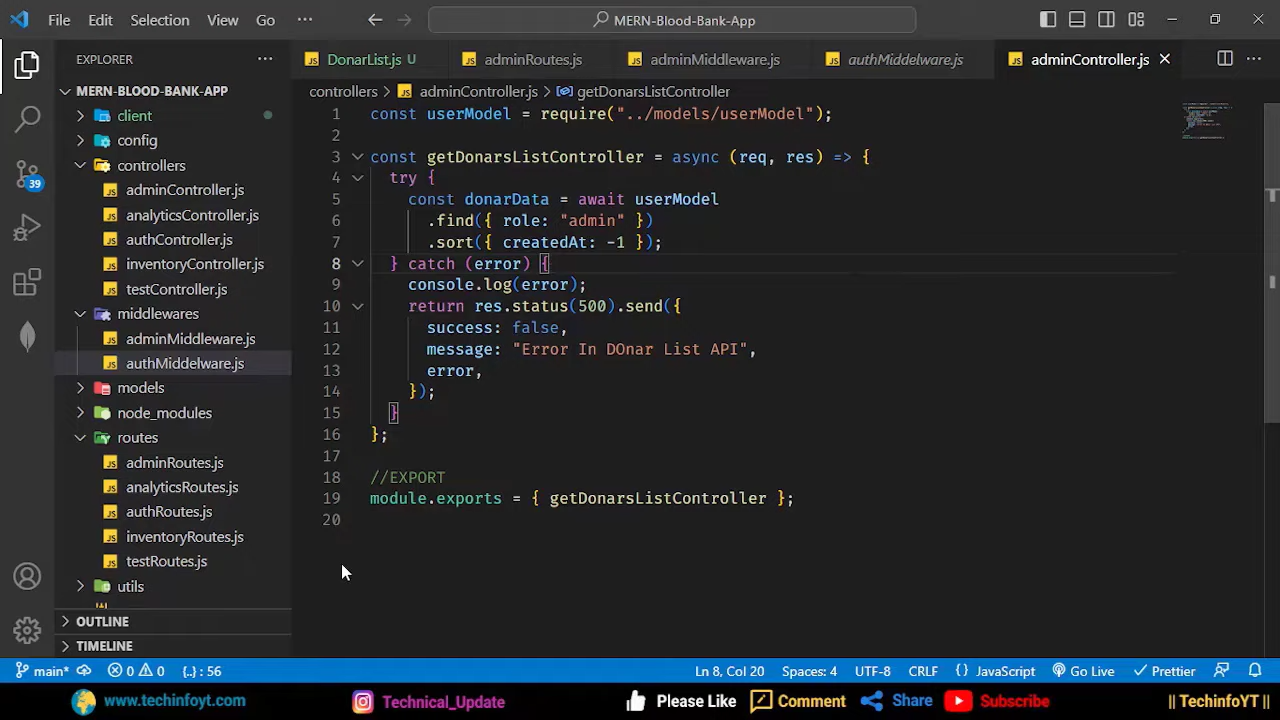 File Edit Selection View Go ··· MERN-Blood-Bank-App
EXPLORER ···
DonarList.js U adminRoutes.js adminMiddleware.js authMiddelware.js adminController.js
MERN-BLOOD-BANK-APP
client
config
controllers
adminController.js
analyticsController.js
authController.js
inventoryController.js
testController.js
middlewares
adminMiddleware.js
authMiddelware.js
models
node_modules
routes
adminRoutes.js
analyticsRoutes.js
authRoutes.js
inventoryRoutes.js
testRoutes.js
utils
OUTLINE
TIMELINE
39
controllers > JS adminController.js > getDonarsListController
1 const userModel = require("../models/userModel");
2
3 const getDonarsListController = async (req, res) => {
4 try {
5 const donarData = await userModel
6 .find({ role: "admin" })
7 .sort({ createdAt: -1 });
8 } catch (error) {
9 console.log(error);
10 return res.status(500).send({
11 success: false,
12 message: "Error In DOnar List API",
13 error,
14 });
15 }
16 };
17
18 //EXPORT
19 module.exports = { getDonarsListController };
20
main* 0 0 {..} : 56 Ln 8, Col 20 Spaces: 4 UTF-8 CRLF {} JavaScript Go Live Prettier
www.techinfoyt.com Technical_Update Please Like Comment Share Subscribe || TechinfoYT ||